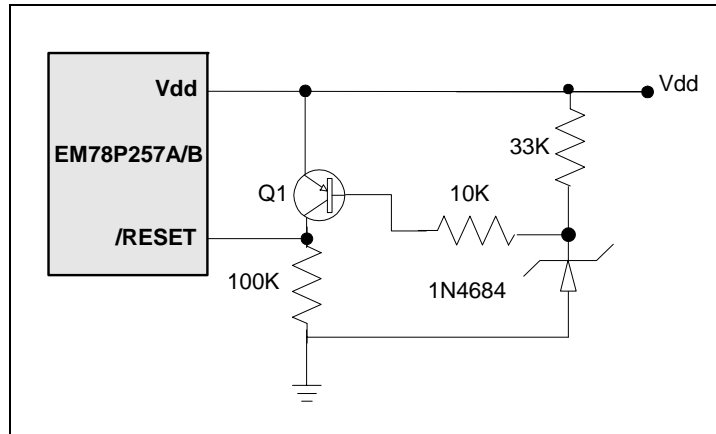 Vdd
Vdd
EM78P257A/B
33K
Q1
10K
/RESET
100K
1N4684